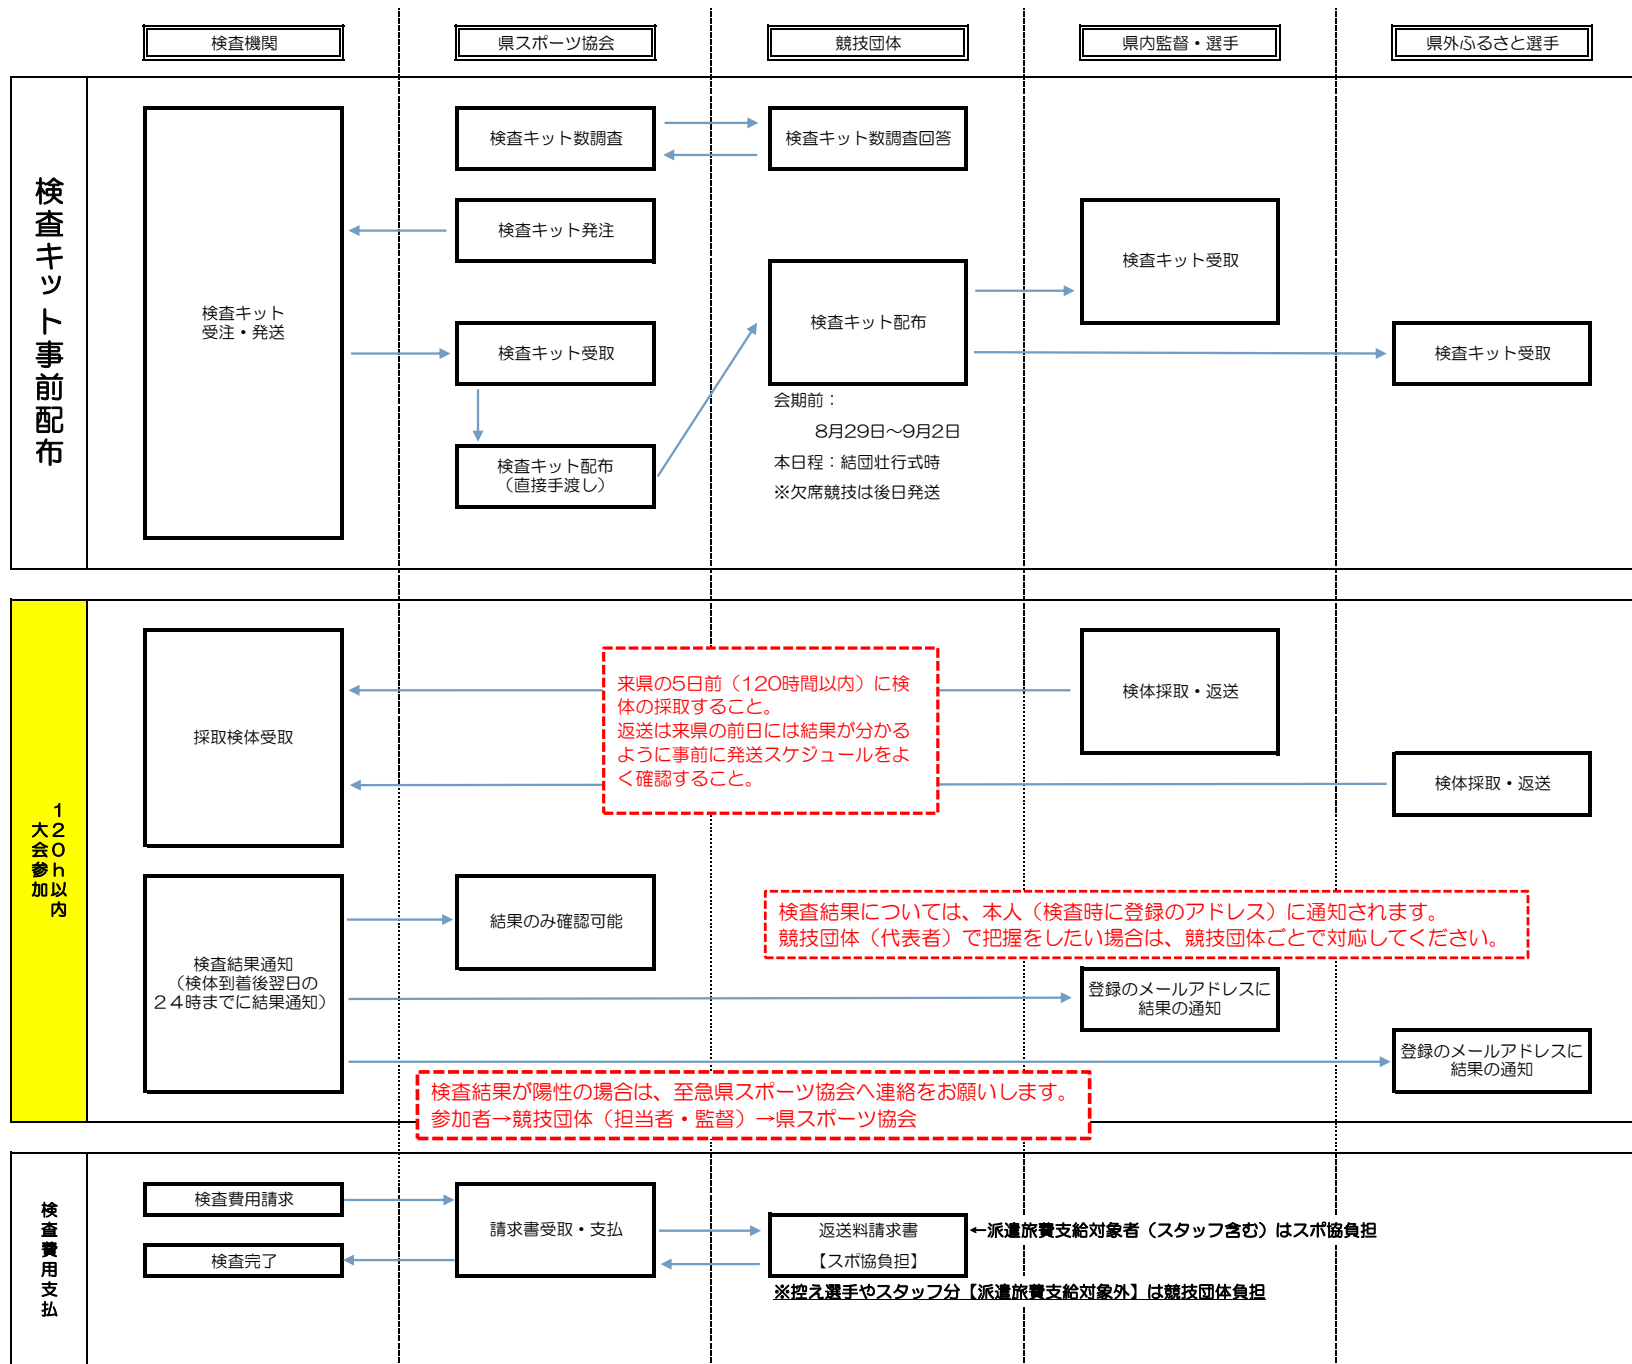 検査機関
県スポーツ協会
競技団体
県内監督・選手
県外ふるさと選手
検査キット事前配布
検査キット
受注・発送
検査キット数調査
検査キット数調査回答
検査キット発注
検査キット受取
検査キット配布
（直接手渡し）
検査キット配布
会期前：
8月29日～9月2日
本日程：結団壮行式時
※欠席競技は後日発送
検査キット受取
検査キット受取
120h以内
大会参加
採取検体受取
来県の5日前（120時間以内）に検
体の採取すること。
返送は来県の前日には結果が分かる
ように事前に発送スケジュールをよ
く確認すること。
検体採取・返送
検体採取・返送
検査結果通知
（検体到着後翌日の
２４時までに結果通知）
結果のみ確認可能
検査結果については、本人（検査時に登録のアドレス）に通知されます。
競技団体（代表者）で把握をしたい場合は、競技団体ごとで対応してください。
登録のメールアドレスに
結果の通知
登録のメールアドレスに
結果の通知
検査結果が陽性の場合は、至急県スポーツ協会へ連絡をお願いします。
参加者→競技団体（担当者・監督）→県スポーツ協会
検査費用支払
検査費用請求
検査完了
請求書受取・支払
返送料請求書
【スポ協負担】
←派遣旅費支給対象者（スタッフ含む）はスポ協負担
※控え選手やスタッフ分【派遣旅費支給対象外】は競技団体負担